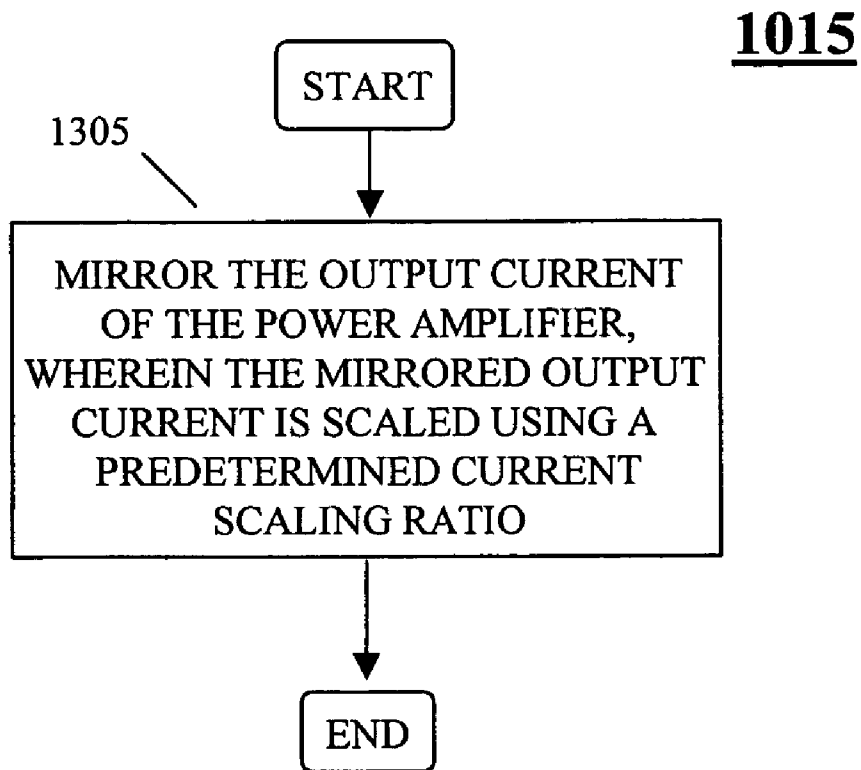 1015
START
1305
MIRROR THE OUTPUT CURRENT
OF THE POWER AMPLIFIER,
WHEREIN THE MIRRORED OUTPUT
CURRENT IS SCALED USING A
PREDETERMINED CURRENT
SCALING RATIO
END